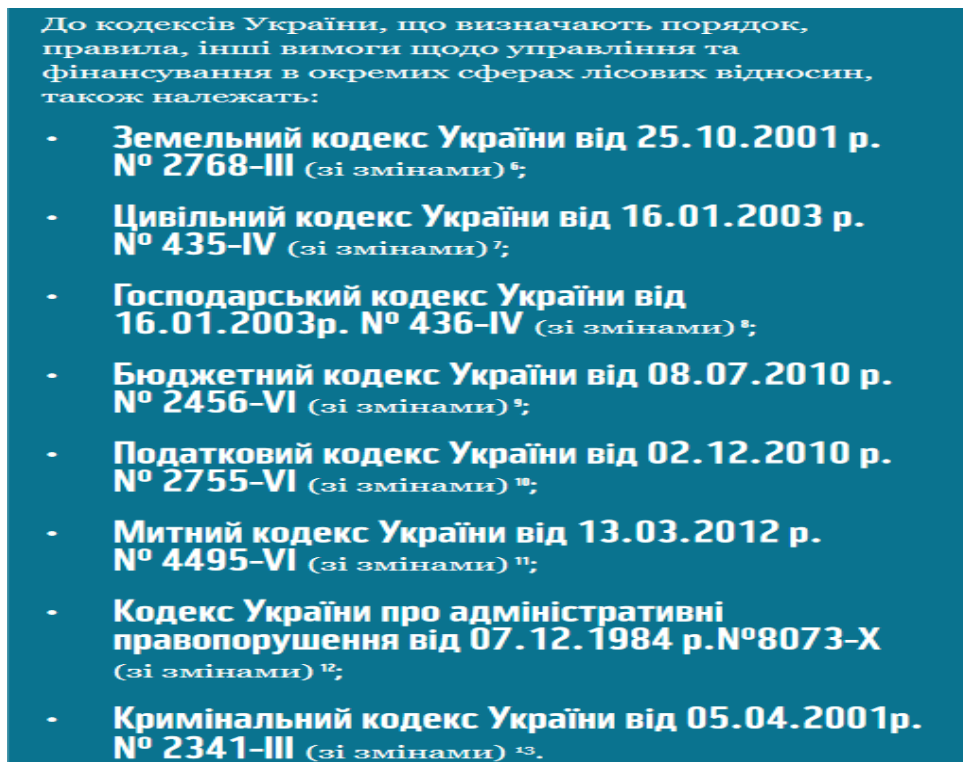 До кодексів України, що визначають порядок,
правила, інші вимоги щодо управління та
фінансування в окремих сферах лісових відносин,
також належать:
• Земельний кодекс України від 25.10.2001 р.
№ 2768-III (зі змінами) ⁶;
• Цивільний кодекс України від 16.01.2003 р.
№ 435-IV (зі змінами) ⁷;
• Господарський кодекс України від
16.01.2003р. № 436-IV (зі змінами) ⁸;
• Бюджетний кодекс України від 08.07.2010 р.
№ 2456-VI (зі змінами) ⁹;
• Податковий кодекс України від 02.12.2010 р.
№ 2755-VI (зі змінами) ¹⁰;
• Митний кодекс України від 13.03.2012 р.
№ 4495-VI (зі змінами) ¹¹;
• Кодекс України про адміністративні
правопорушення від 07.12.1984 р.№8073-X
(зі змінами) ¹²;
• Кримінальний кодекс України від 05.04.2001р.
№ 2341-III (зі змінами) ¹³.